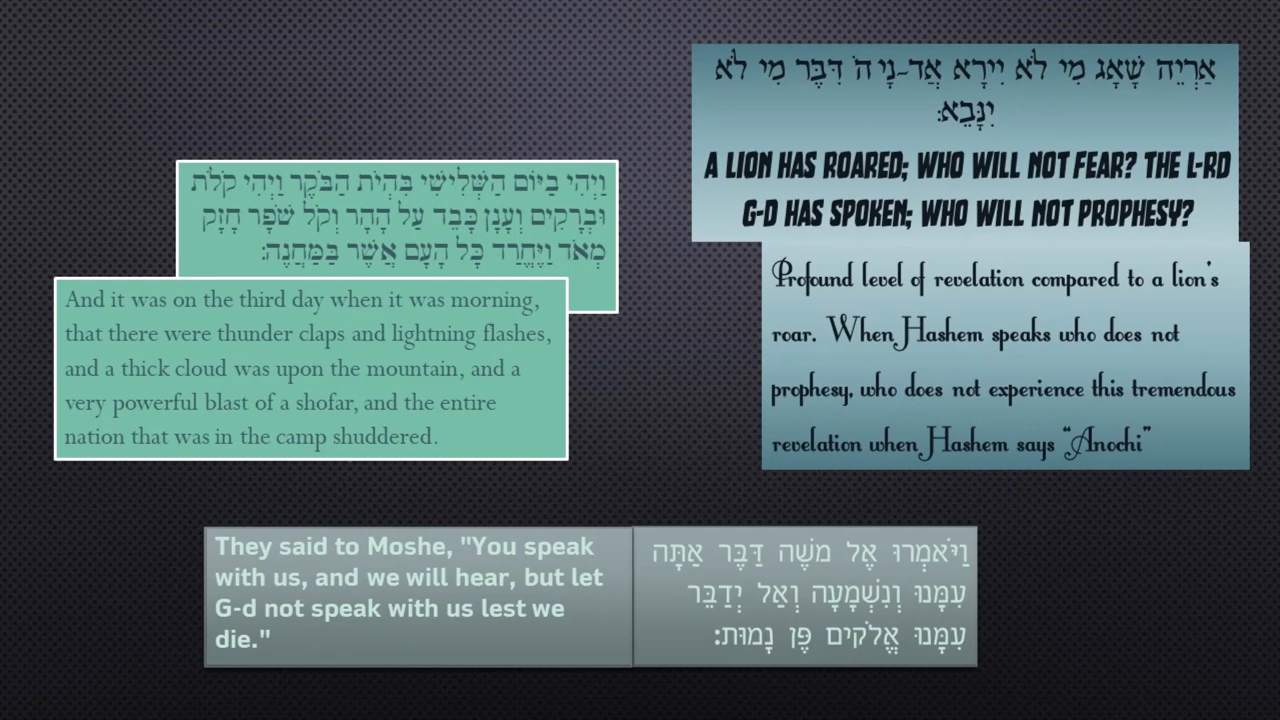 אַרְיֵה שָׁאָג מִי לֹא יִירָא אֲד-נָי ה' דִּבֶּר מִי לֹא
יִנָּבֵא:
A LION HAS ROARED; WHO WILL NOT FEAR? THE L-RD
G-D HAS SPOKEN; WHO WILL NOT PROPHESY?
Profound level of revelation compared to a lion's
roar. When Hashem speaks who does not
prophesy, who does not experience this tremendous
revelation when Hashem says "Anochi"
וַיְהִי בַיּוֹם הַשְּׁלִישִׁי בִּהְיֹת הַבֹּקֶר וַיְהִי קֹלֹת
וּבְרָקִים וְעָנָן כָּבֵד עַל הָהָר וְקֹל שֹׁפָר חָזָק
מְאֹד וַיֶּחֱרַד כָּל הָעָם אֲשֶׁר בַּמַּחֲנֶה:
And it was on the third day when it was morning,
that there were thunder claps and lightning flashes,
and a thick cloud was upon the mountain, and a
very powerful blast of a shofar, and the entire
nation that was in the camp shuddered.
They said to Moshe, "You speak
with us, and we will hear, but let
G-d not speak with us lest we
die."
וַיֹּאמְרוּ אֶל משֶׁה דַּבֶּר אַתָּה
עִמָּנוּ וְנִשְׁמָעָה וְאַל יְדַבֵּר
עִמָּנוּ אֱלֹקִים פֶּן נָמוּת: